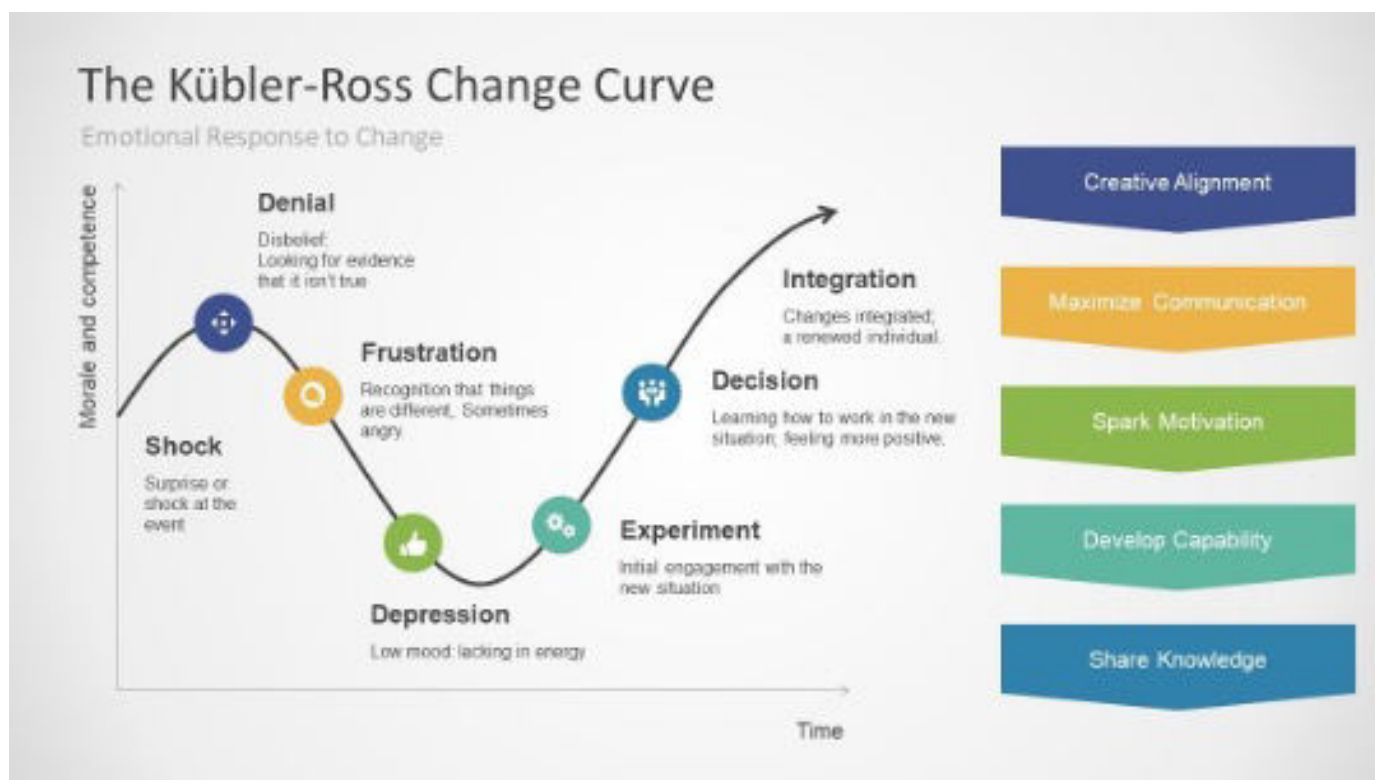 The Kübler-Ross Change Curve
Emotional Response to Change
Morale and competence
Denial
Disbelief:
Looking for evidence
that it isn't true
Frustration
Recognition that things
are different, Sometimes
angry
Shock
Surprise or
shock at the
event
Depression
Low mood: lacking in energy
Experiment
Initial engagement with the
new situation
Decision
Learning how to work in the new
situation; feeling more positive.
Integration
Changes integrated;
a renewed individual.
Time
Creative Alignment
Maximize Communication
Spark Motivation
Develop Capability
Share Knowledge